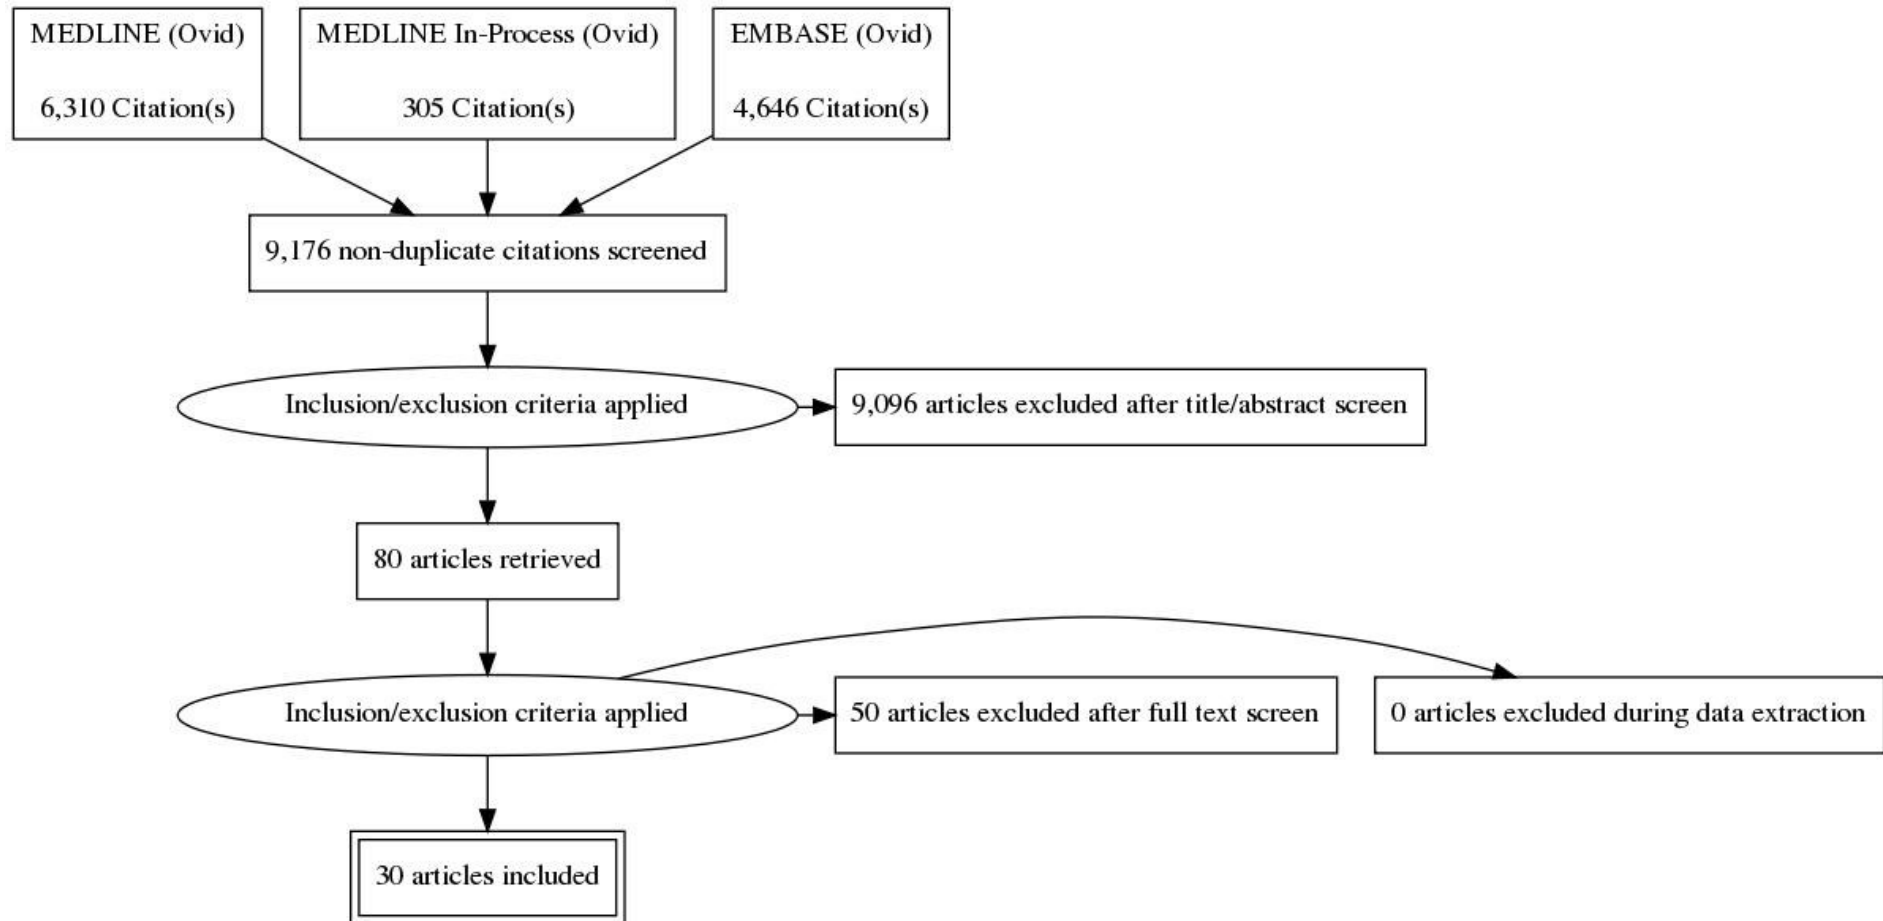 MEDLINE (Ovid)
6,310 Citation(s)
MEDLINE In-Process (Ovid)
305 Citation(s)
EMBASE (Ovid)
4,646 Citation(s)
9,176 non-duplicate citations screened
Inclusion/exclusion criteria applied
9,096 articles excluded after title/abstract screen
80 articles retrieved
Inclusion/exclusion criteria applied
50 articles excluded after full text screen
0 articles excluded during data extraction
30 articles included